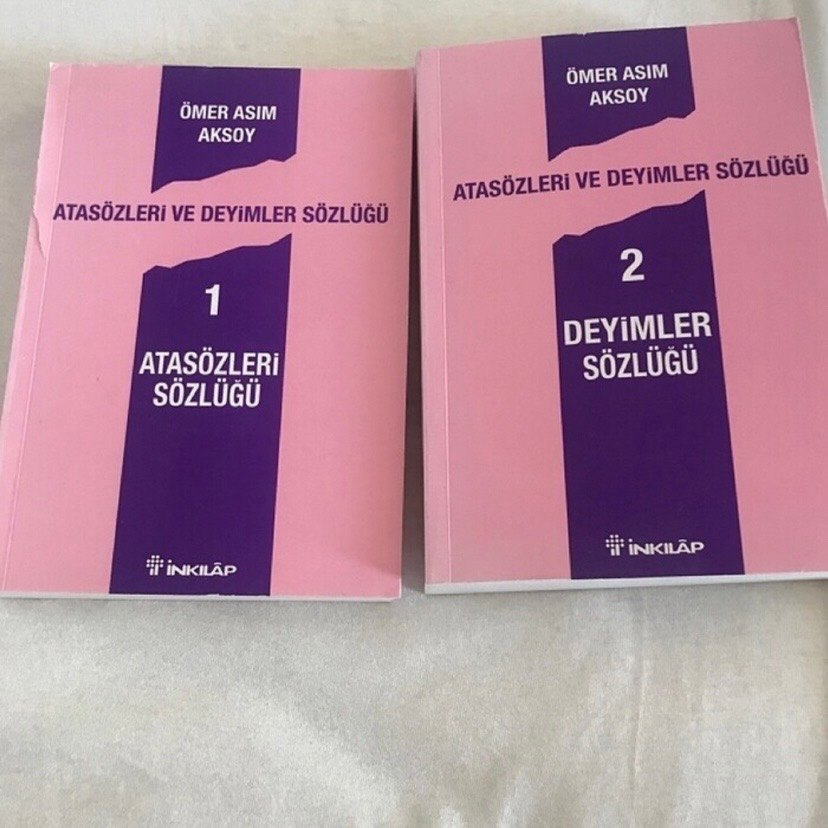 ÖMER ASIM
AKSOY
ATASÖZLERİ VE DEYİMLER SÖZLÜĞÜ
1
ATASÖZLERİ
SÖZLÜĞÜ
İNKILÂP
ÖMER ASIM
AKSOY
ATASÖZLERİ VE DEYİMLER SÖZLÜĞÜ
2
DEYİMLER
SÖZLÜĞÜ
İNKILÂP